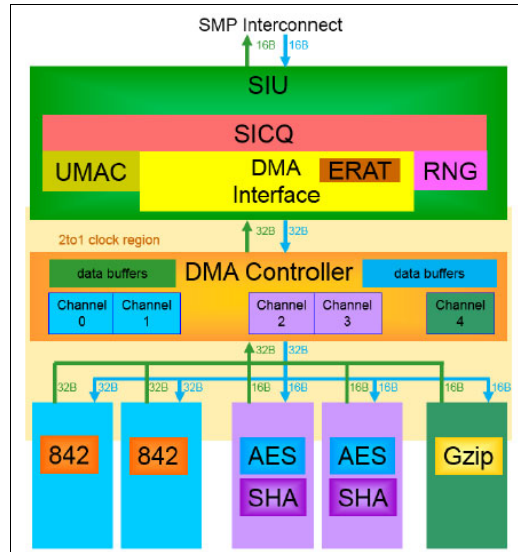 SMP Interconnect
16B 16B
SIU
SICQ
UMAC
DMA
Interface
ERAT
RNG
32B 32B
2to1 clock region
data buffers
DMA Controller
data buffers
Channel
0
Channel
1
Channel
2
Channel
3
Channel
4
32B 32B
32B 32B 32B 32B 16B 16B 16B 16B 16B 16B
842
842
AES
SHA
AES
SHA
Gzip